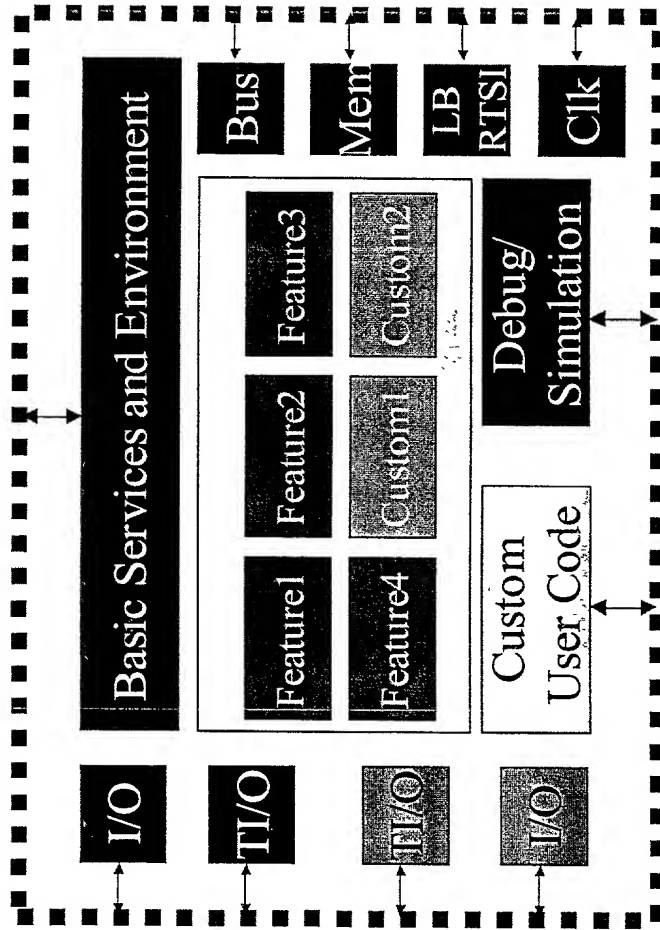 I/O
Basic Services and Environment
TI/O
Bus
Feature1
Feature2
Feature3
Mem
TI/O
Feature4
Custom1
Custom2
LB
RTSI
I/O
Custom
User Code
Debug/
Simulation
Clk